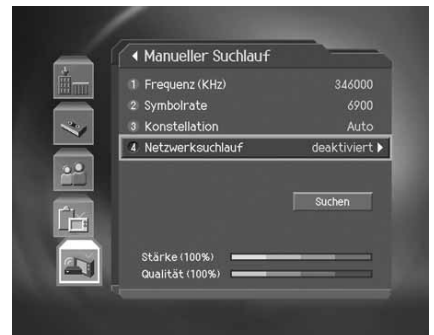 Manueller Suchlauf
1 Frequenz (KHz) 346000
2 Symbolrate 6900
3 Konstellation Auto
4 Netzwerksuchlauf deaktiviert
Suchen
Stärke (100%)
Qualität (100%)